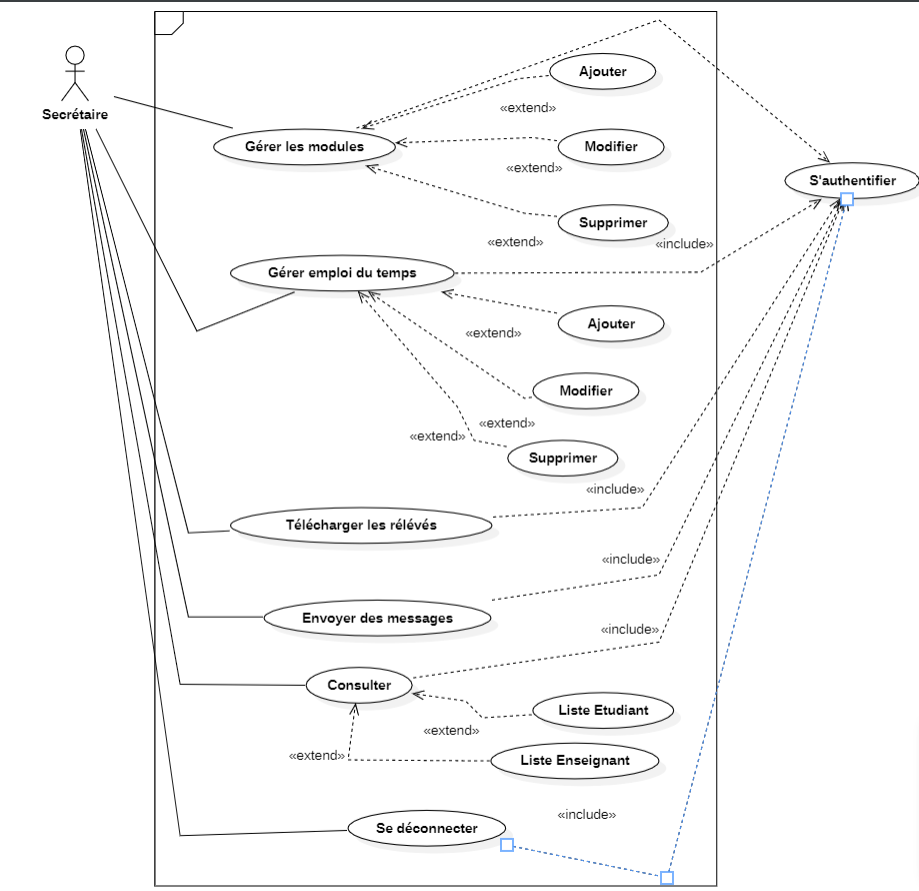 Ajouter
Secrétaire
«extend»
Gérer les modules
Modifier
«extend»
S'authentifier
Supprimer
«extend»
«include»
Gérer emploi du temps
Ajouter
«extend»
Modifier
«extend»
«extend»
Supprimer
«include»
Télécharger les rélévés
«include»
Envoyer des messages
«include»
Consulter
Liste Etudiant
«extend»
«extend»
Liste Enseignant
«include»
Se déconnecter